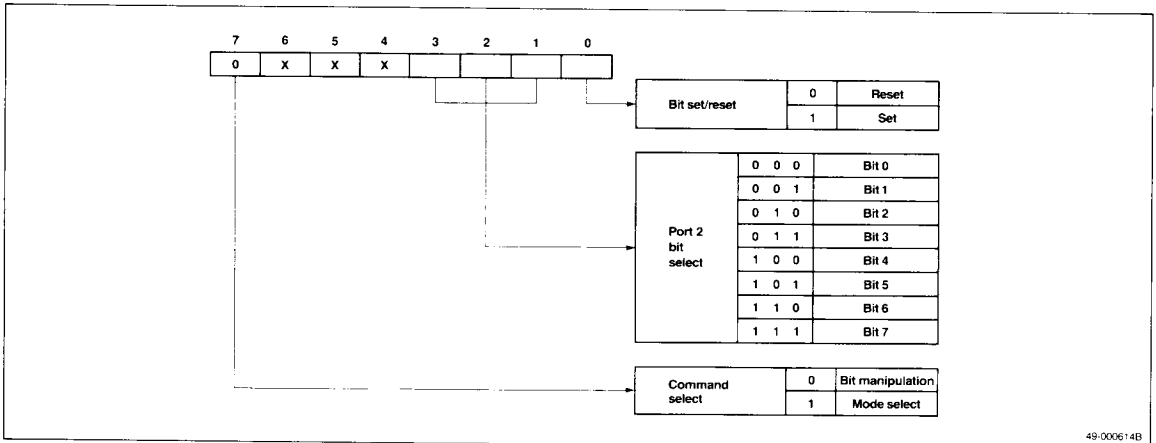 7 6 5 4 3 2 1 0
0 X X X
Bit set/reset
0 Reset
1 Set
Port 2
bit
select
0 0 0 Bit 0
0 0 1 Bit 1
0 1 0 Bit 2
0 1 1 Bit 3
1 0 0 Bit 4
1 0 1 Bit 5
1 1 0 Bit 6
1 1 1 Bit 7
Command
select
0 Bit manipulation
1 Mode select
49-000614B